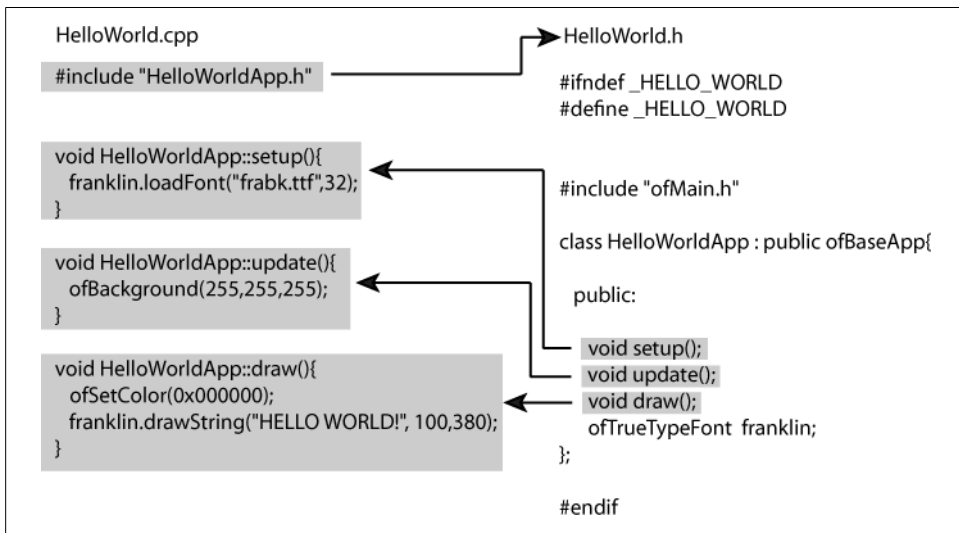 HelloWorld.cpp
#include "HelloWorldApp.h"
void HelloWorldApp::setup(){
franklin.loadFont("frabk.ttf",32);
}
void HelloWorldApp::update(){
ofBackground(255,255,255);
}
void HelloWorldApp::draw(){
ofSetColor(0x000000);
franklin.drawString("HELLO WORLD!", 100,380);
}
HelloWorld.h
#ifndef _HELLO_WORLD
#define _HELLO_WORLD
#include "ofMain.h"
class HelloWorldApp : public ofBaseApp{
public:
void setup();
void update();
void draw();
ofTrueTypeFont franklin;
};
#endif